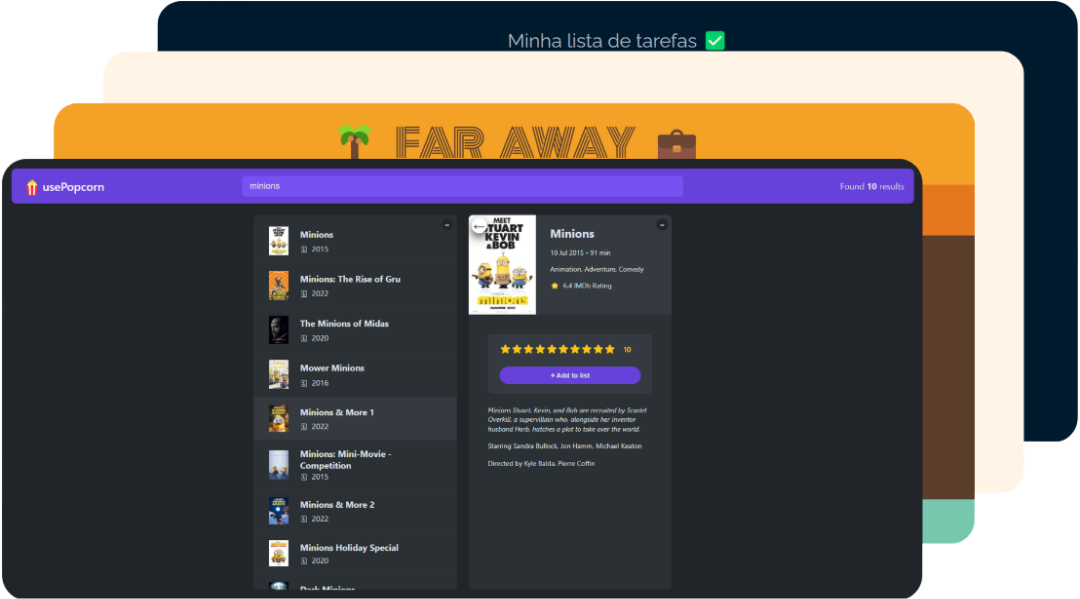 Minha lista de tarefas ✅
🌴 FAR AWAY 💼
🍿 usePopcorn
minions
Found 10 results
Minions
🗓 2015
Minions: The Rise of Gru
🗓 2022
The Minions of Midas
🗓 2020
Mower Minions
🗓 2016
Minions & More 1
🗓 2022
Minions: Mini-Movie -
Competition
🗓 2015
Minions & More 2
🗓 2022
Minions Holiday Special
🗓 2020
Dark Minions
–
←
MEET
STUART
KEVIN
& BOB
minions
Minions
10 Jul 2015 • 91 min
Animation, Adventure, Comedy
⭐ 6.4 IMDb Rating
–
10
+ Add to list
Minions Stuart, Kevin, and Bob are recruited by Scarlet
Overkill, a supervillain who, alongside her inventor
husband Herb, hatches a plot to take over the world.
Starring Sandra Bullock, Jon Hamm, Michael Keaton
Directed by Kyle Balda, Pierre Coffin